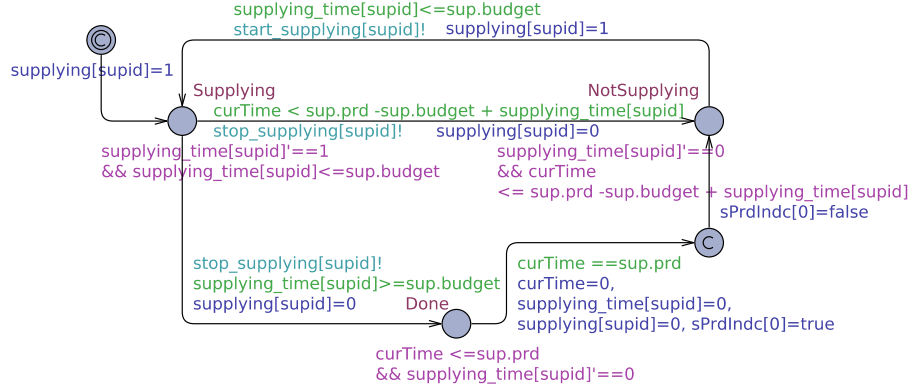 supplying_time[supid]<=sup.budget
start_supplying[supid]! supplying[supid]=1
C
supplying[supid]=1
Supplying
NotSupplying
curTime < sup.prd -sup.budget + supplying_time[supid]
stop_supplying[supid]! supplying[supid]=0
supplying_time[supid]'==1
&& supplying_time[supid]<=sup.budget
supplying_time[supid]'==0
&& curTime
<= sup.prd -sup.budget + supplying_time[supid]
sPrdIndc[0]=false
C
stop_supplying[supid]!
supplying_time[supid]>=sup.budget
supplying[supid]=0
Done
curTime ==sup.prd
curTime=0,
supplying_time[supid]=0,
supplying[supid]=0, sPrdIndc[0]=true
curTime <=sup.prd
&& supplying_time[supid]'==0